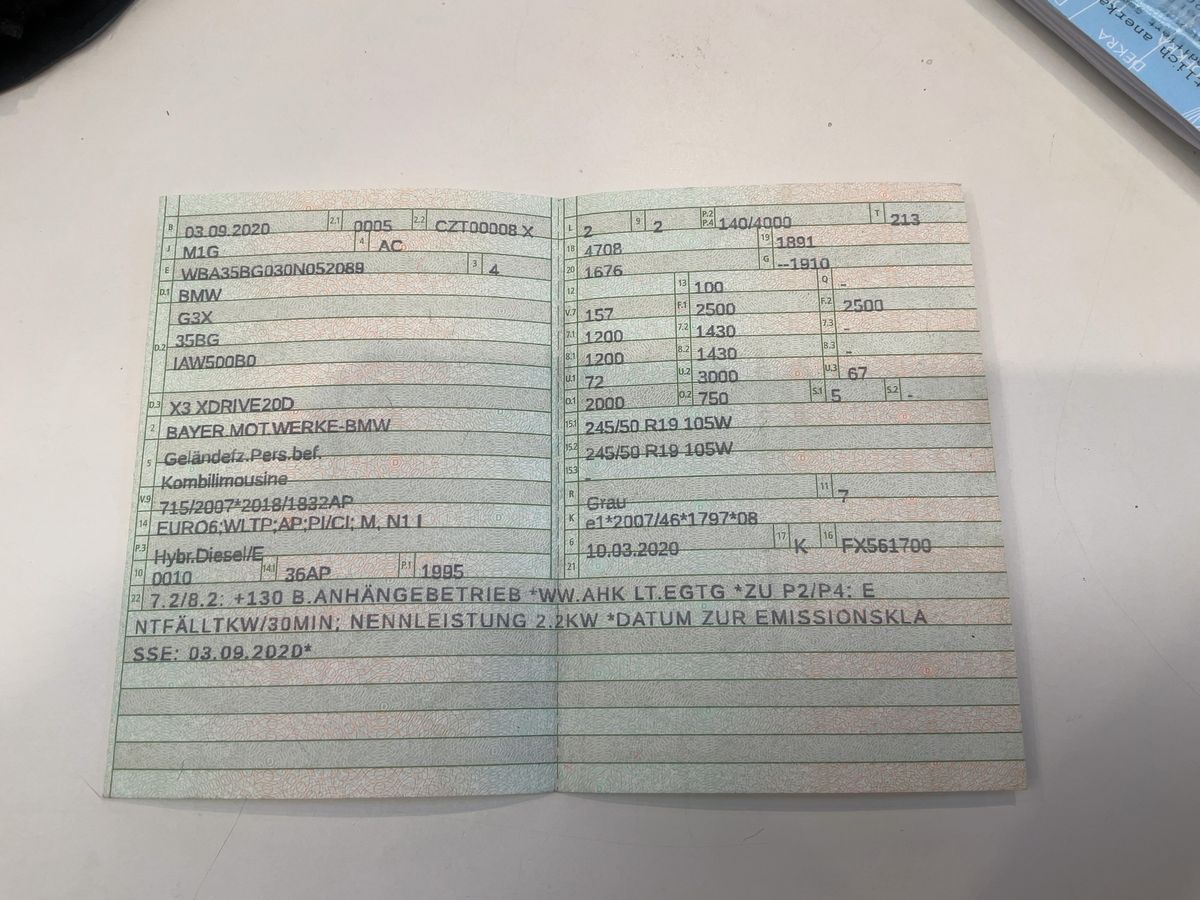 B 03.09.2020 2.1 0005 2.2 CZT00008 X
J M1G 4 AC
E WBA35BG030N052089 3 4
D.1 BMW
G3X
D.2 35BG
IAW500B0
D.3 X3 XDRIVE20D
2 BAYER.MOT.WERKE-BMW
5 Geländefz.Pers.bef.
Kombilimousine
V.9 715/2007*2018/1832AP
14 EURO6;WLTP;AP;PI/CI; M, N1 I
P.3 Hybr.Diesel/E
10 0010 14.1 36AP P.1 1995
L 2 9 2 P.2 P.4 140/4000 T 213
18 4708 19 1891
20 1676 G --1910
12 13 100 Q -
V.7 157 F.1 2500 F.2 2500
7.1 1200 7.2 1430 7.3 -
8.1 1200 8.2 1430 8.3 -
U.1 72 U.2 3000 U.3 67
O.1 2000 O.2 750 S.1 5 S.2 -
15.1 245/50 R19 105W
15.2 245/50 R19 105W
15.3 -
R Grau 11 7
K e1*2007/46*1797*08
6 10.03.2020 17 K 16 FX561700
21
22 7.2/8.2: +130 B.ANHÄNGEBETRIEB *WW.AHK LT.EGTG *ZU P2/P4: E
NTFÄLLTKW/30MIN; NENNLEISTUNG 2.2KW *DATUM ZUR EMISSIONSKLA
SSE: 03.09.2020*
DEKRA